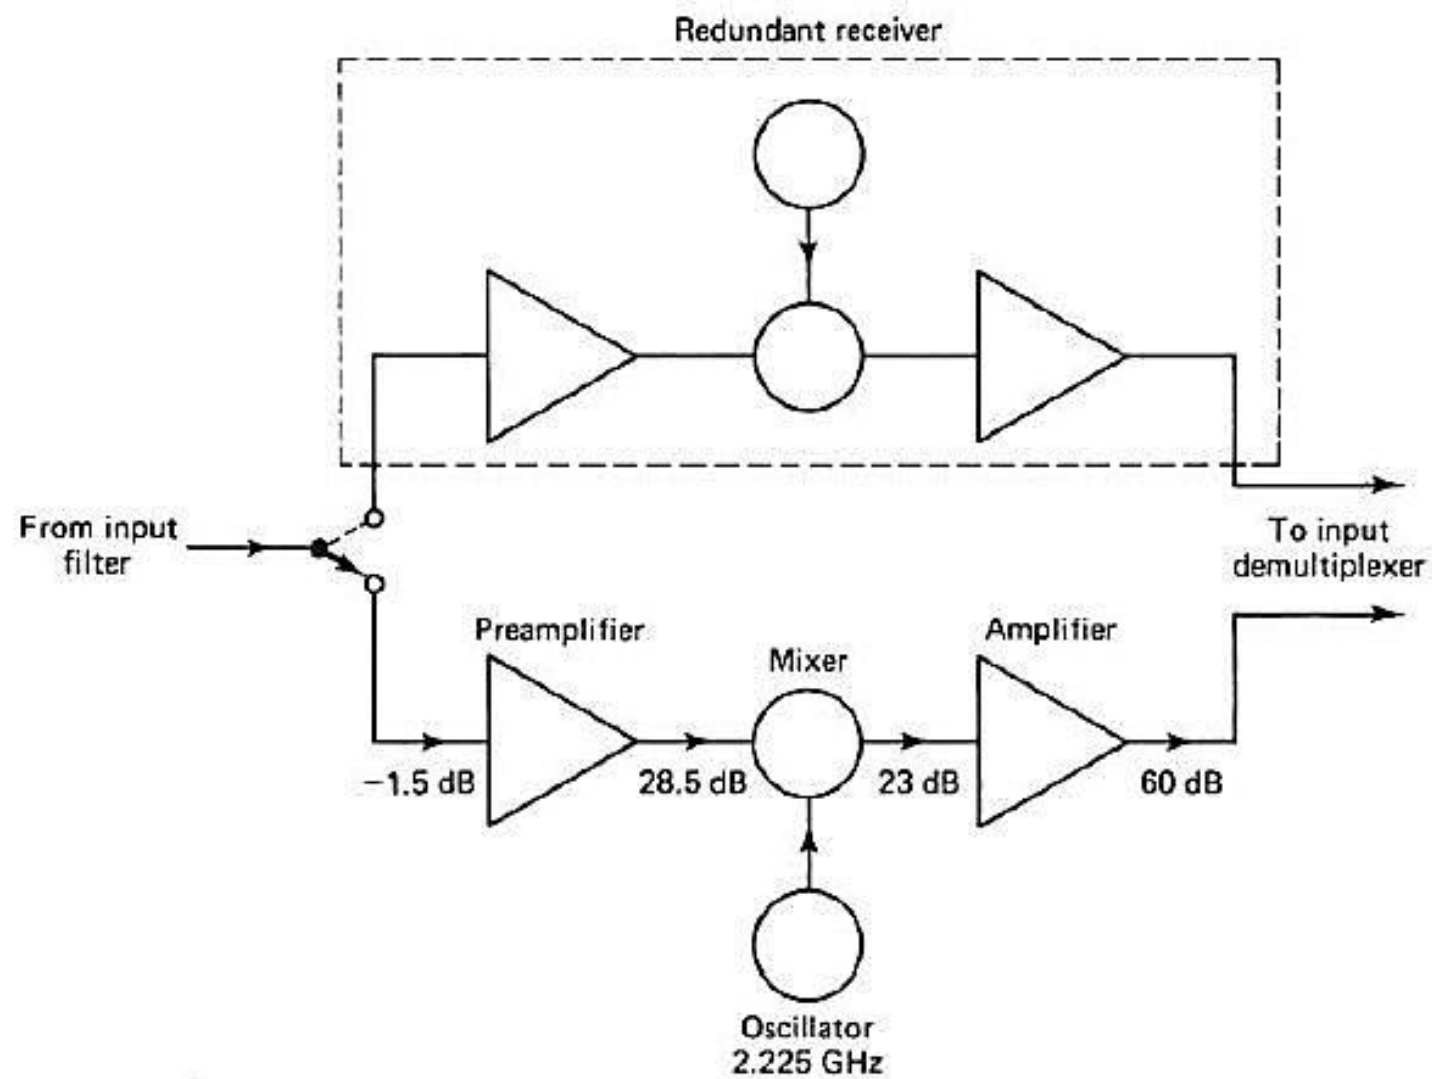 Redundant receiver
From input
filter
To input
demultiplexer
Preamplifier
Mixer
Amplifier
−1.5 dB
28.5 dB
23 dB
60 dB
Oscillator
2.225 GHz